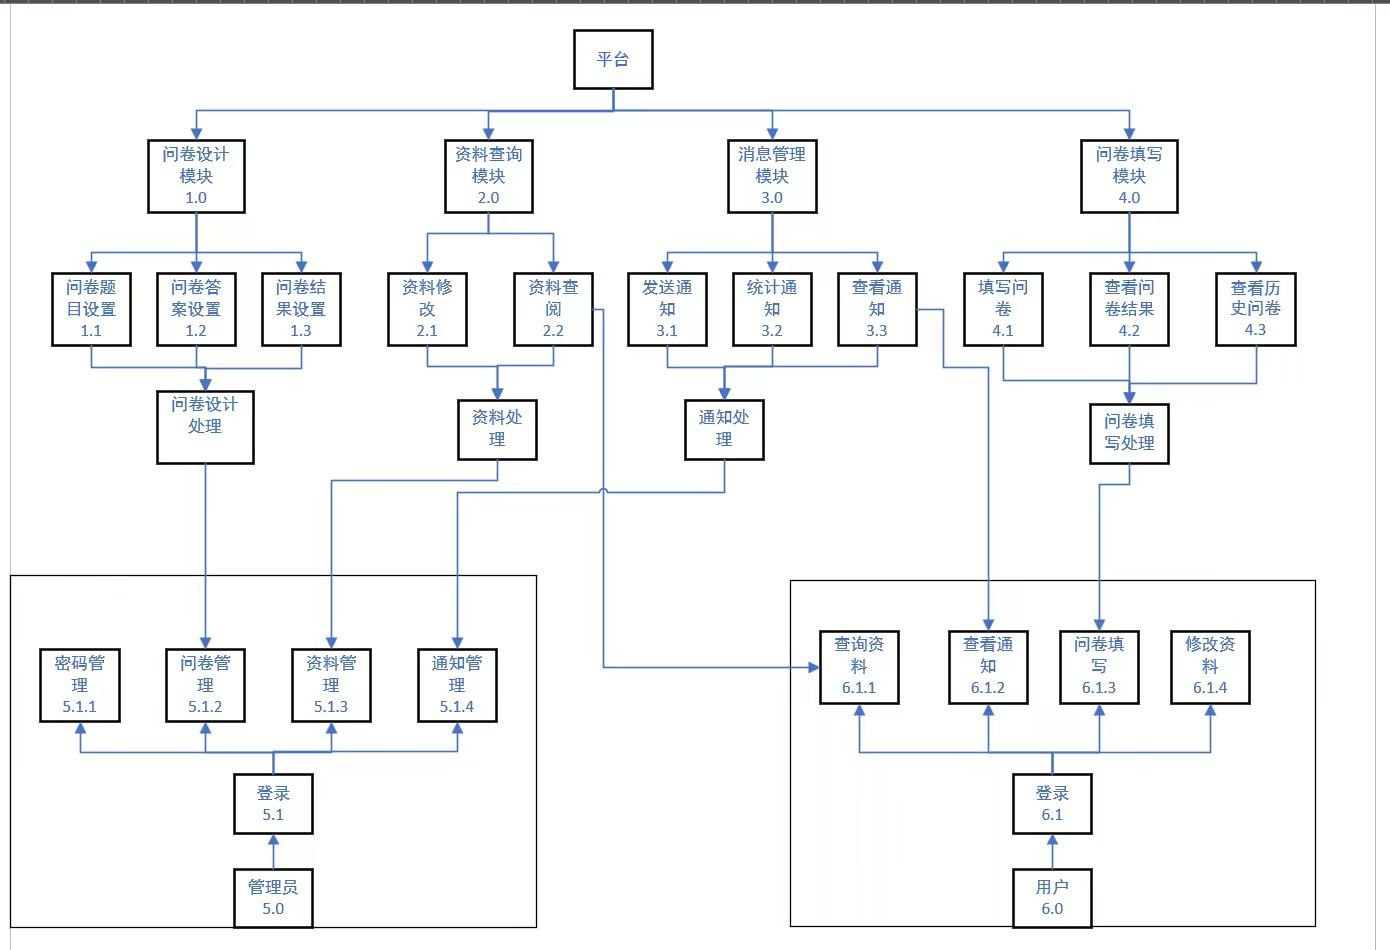 平台
问卷设计
模块
1.0
资料查询
模块
2.0
消息管理
模块
3.0
问卷填写
模块
4.0
问卷题
目设置
1.1
问卷答
案设置
1.2
问卷结
果设置
1.3
资料修
改
2.1
资料查
阅
2.2
发送通
知
3.1
统计通
知
3.2
查看通
知
3.3
填写问
卷
4.1
查看问
卷结果
4.2
查看历
史问卷
4.3
问卷设计
处理
资料处
理
通知处
理
问卷填
写处理
密码管
理
5.1.1
问卷管
理
5.1.2
资料管
理
5.1.3
通知管
理
5.1.4
查询资
料
6.1.1
查看通
知
6.1.2
问卷填
写
6.1.3
修改资
料
6.1.4
登录
5.1
登录
6.1
管理员
5.0
用户
6.0